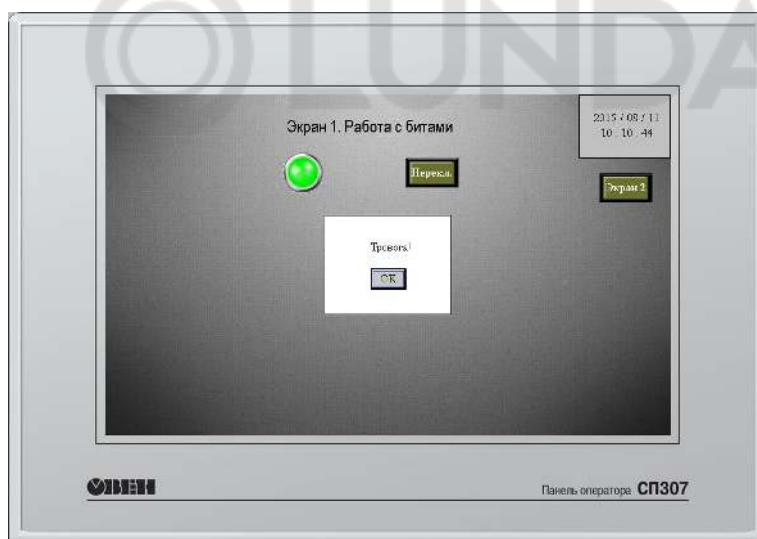 LUNDA
Экран 1. Работа с битами
2015 / 08 / 11
10 : 10 : 44
Перекл.
Экран 2
Тревога!
OK
ОВЕН
Панель оператора СП307